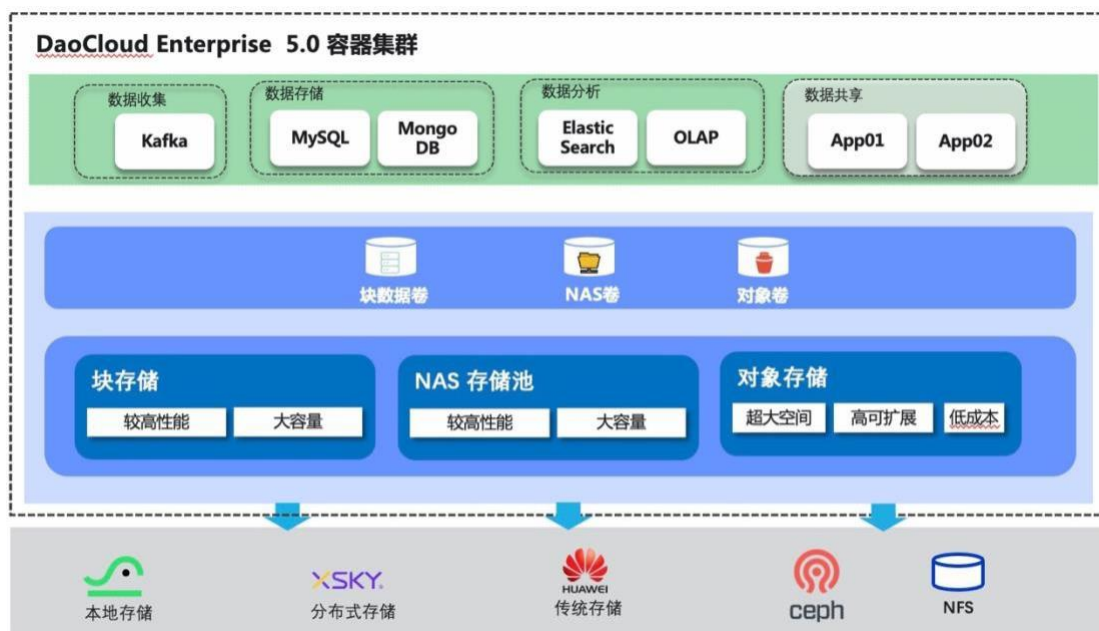 DaoCloud Enterprise 5.0 容器集群
数据收集
Kafka
数据存储
MySQL
Mongo
DB
数据分析
Elastic
Search
OLAP
数据共享
App01
App02
块数据卷
NAS卷
对象卷
块存储
较高性能
大容量
NAS 存储池
较高性能
大容量
对象存储
超大空间
高可扩展
低成本
本地存储
XSKY
分布式存储
HUAWEI
传统存储
ceph
NFS